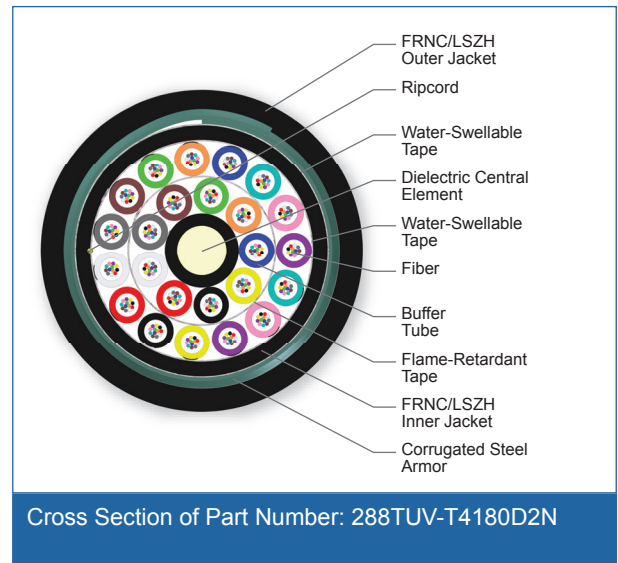 FRNC/LSZH
Outer Jacket
Ripcord
Water-Swellable
Tape
Dielectric Central
Element
Water-Swellable
Tape
Fiber
Buffer
Tube
Flame-Retardant
Tape
FRNC/LSZH
Inner Jacket
Corrugated Steel
Armor
Cross Section of Part Number: 288TUV-T4180D2N